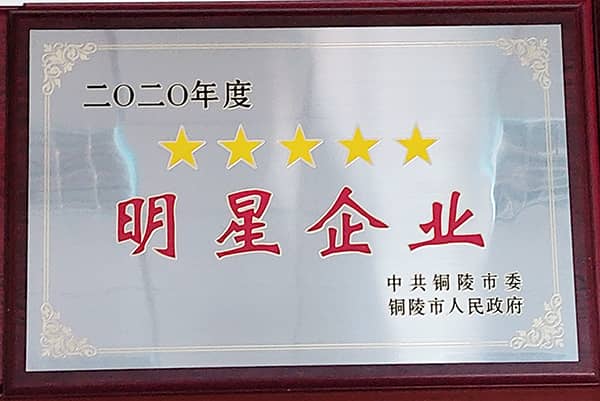 二〇二〇年度
明星企业
中共铜陵市委
铜陵市人民政府